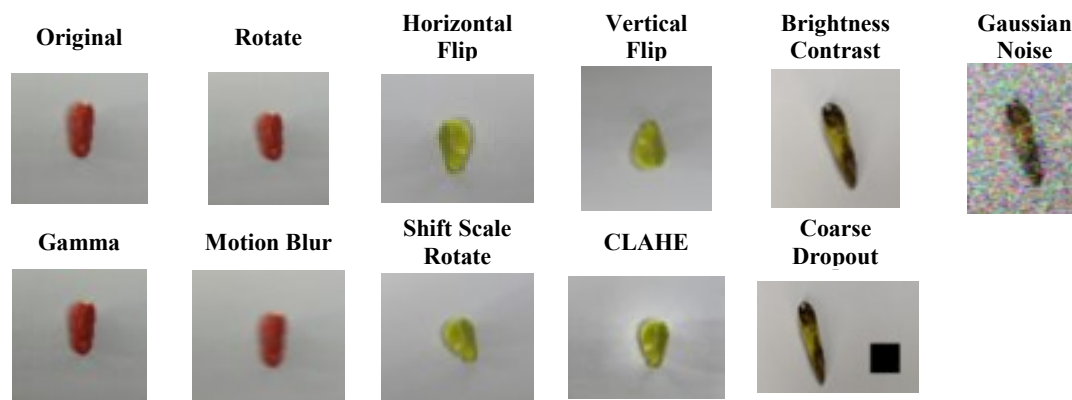 Original
Rotate
Horizontal
Flip
Vertical
Flip
Brightness
Contrast
Gaussian
Noise
Gamma
Motion Blur
Shift Scale
Rotate
CLAHE
Coarse
Dropout